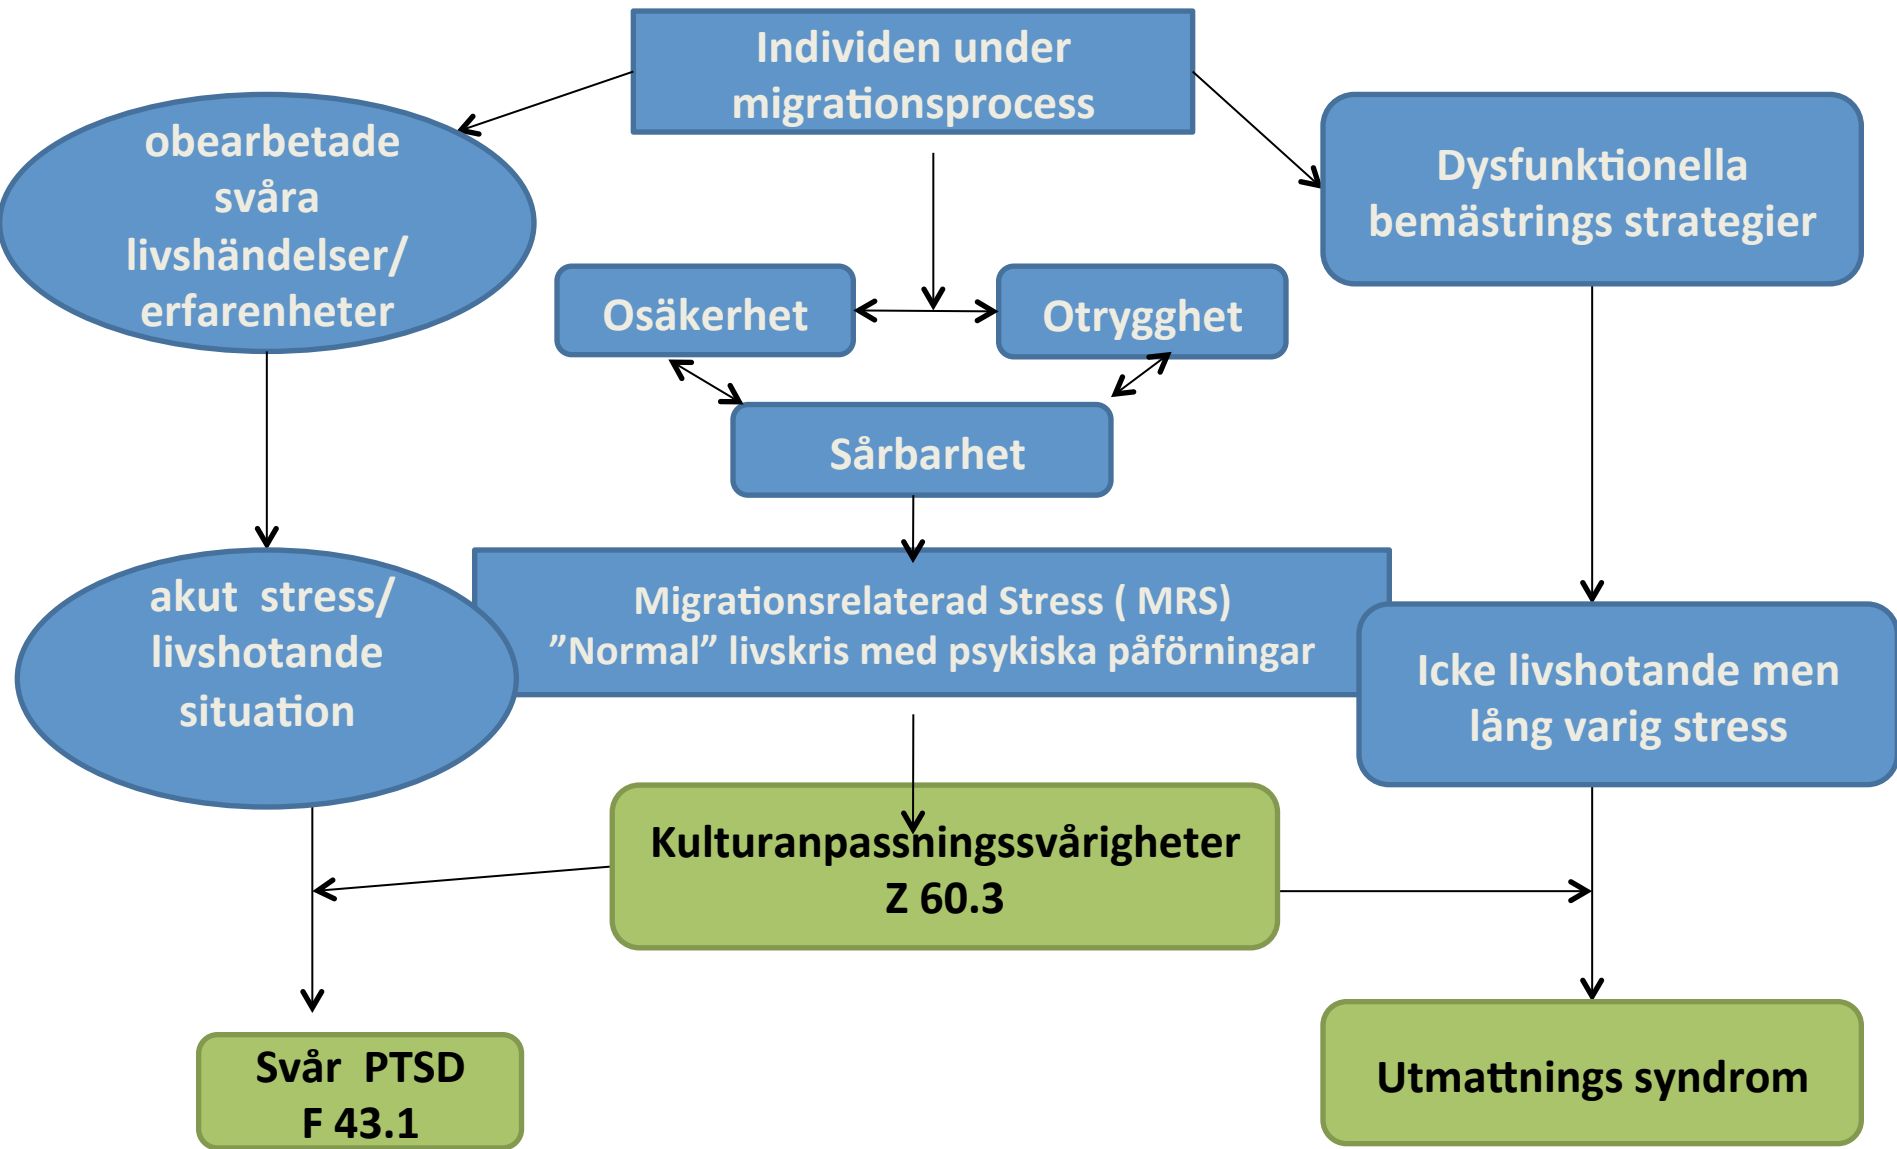 Individen under
migrationsprocess
obearbetade
svåra
livshändelser/
erfarenheter
Dysfunktionella
bemästrings strategier
Osäkerhet
Otrygghet
Sårbarhet
akut stress/
livshotande
situation
Migrationsrelaterad Stress ( MRS)
”Normal” livskris med psykiska påförningar
Icke livshotande men
lång varig stress
Kulturanpassningssvårigheter
Z 60.3
Svår PTSD
F 43.1
Utmattnings syndrom